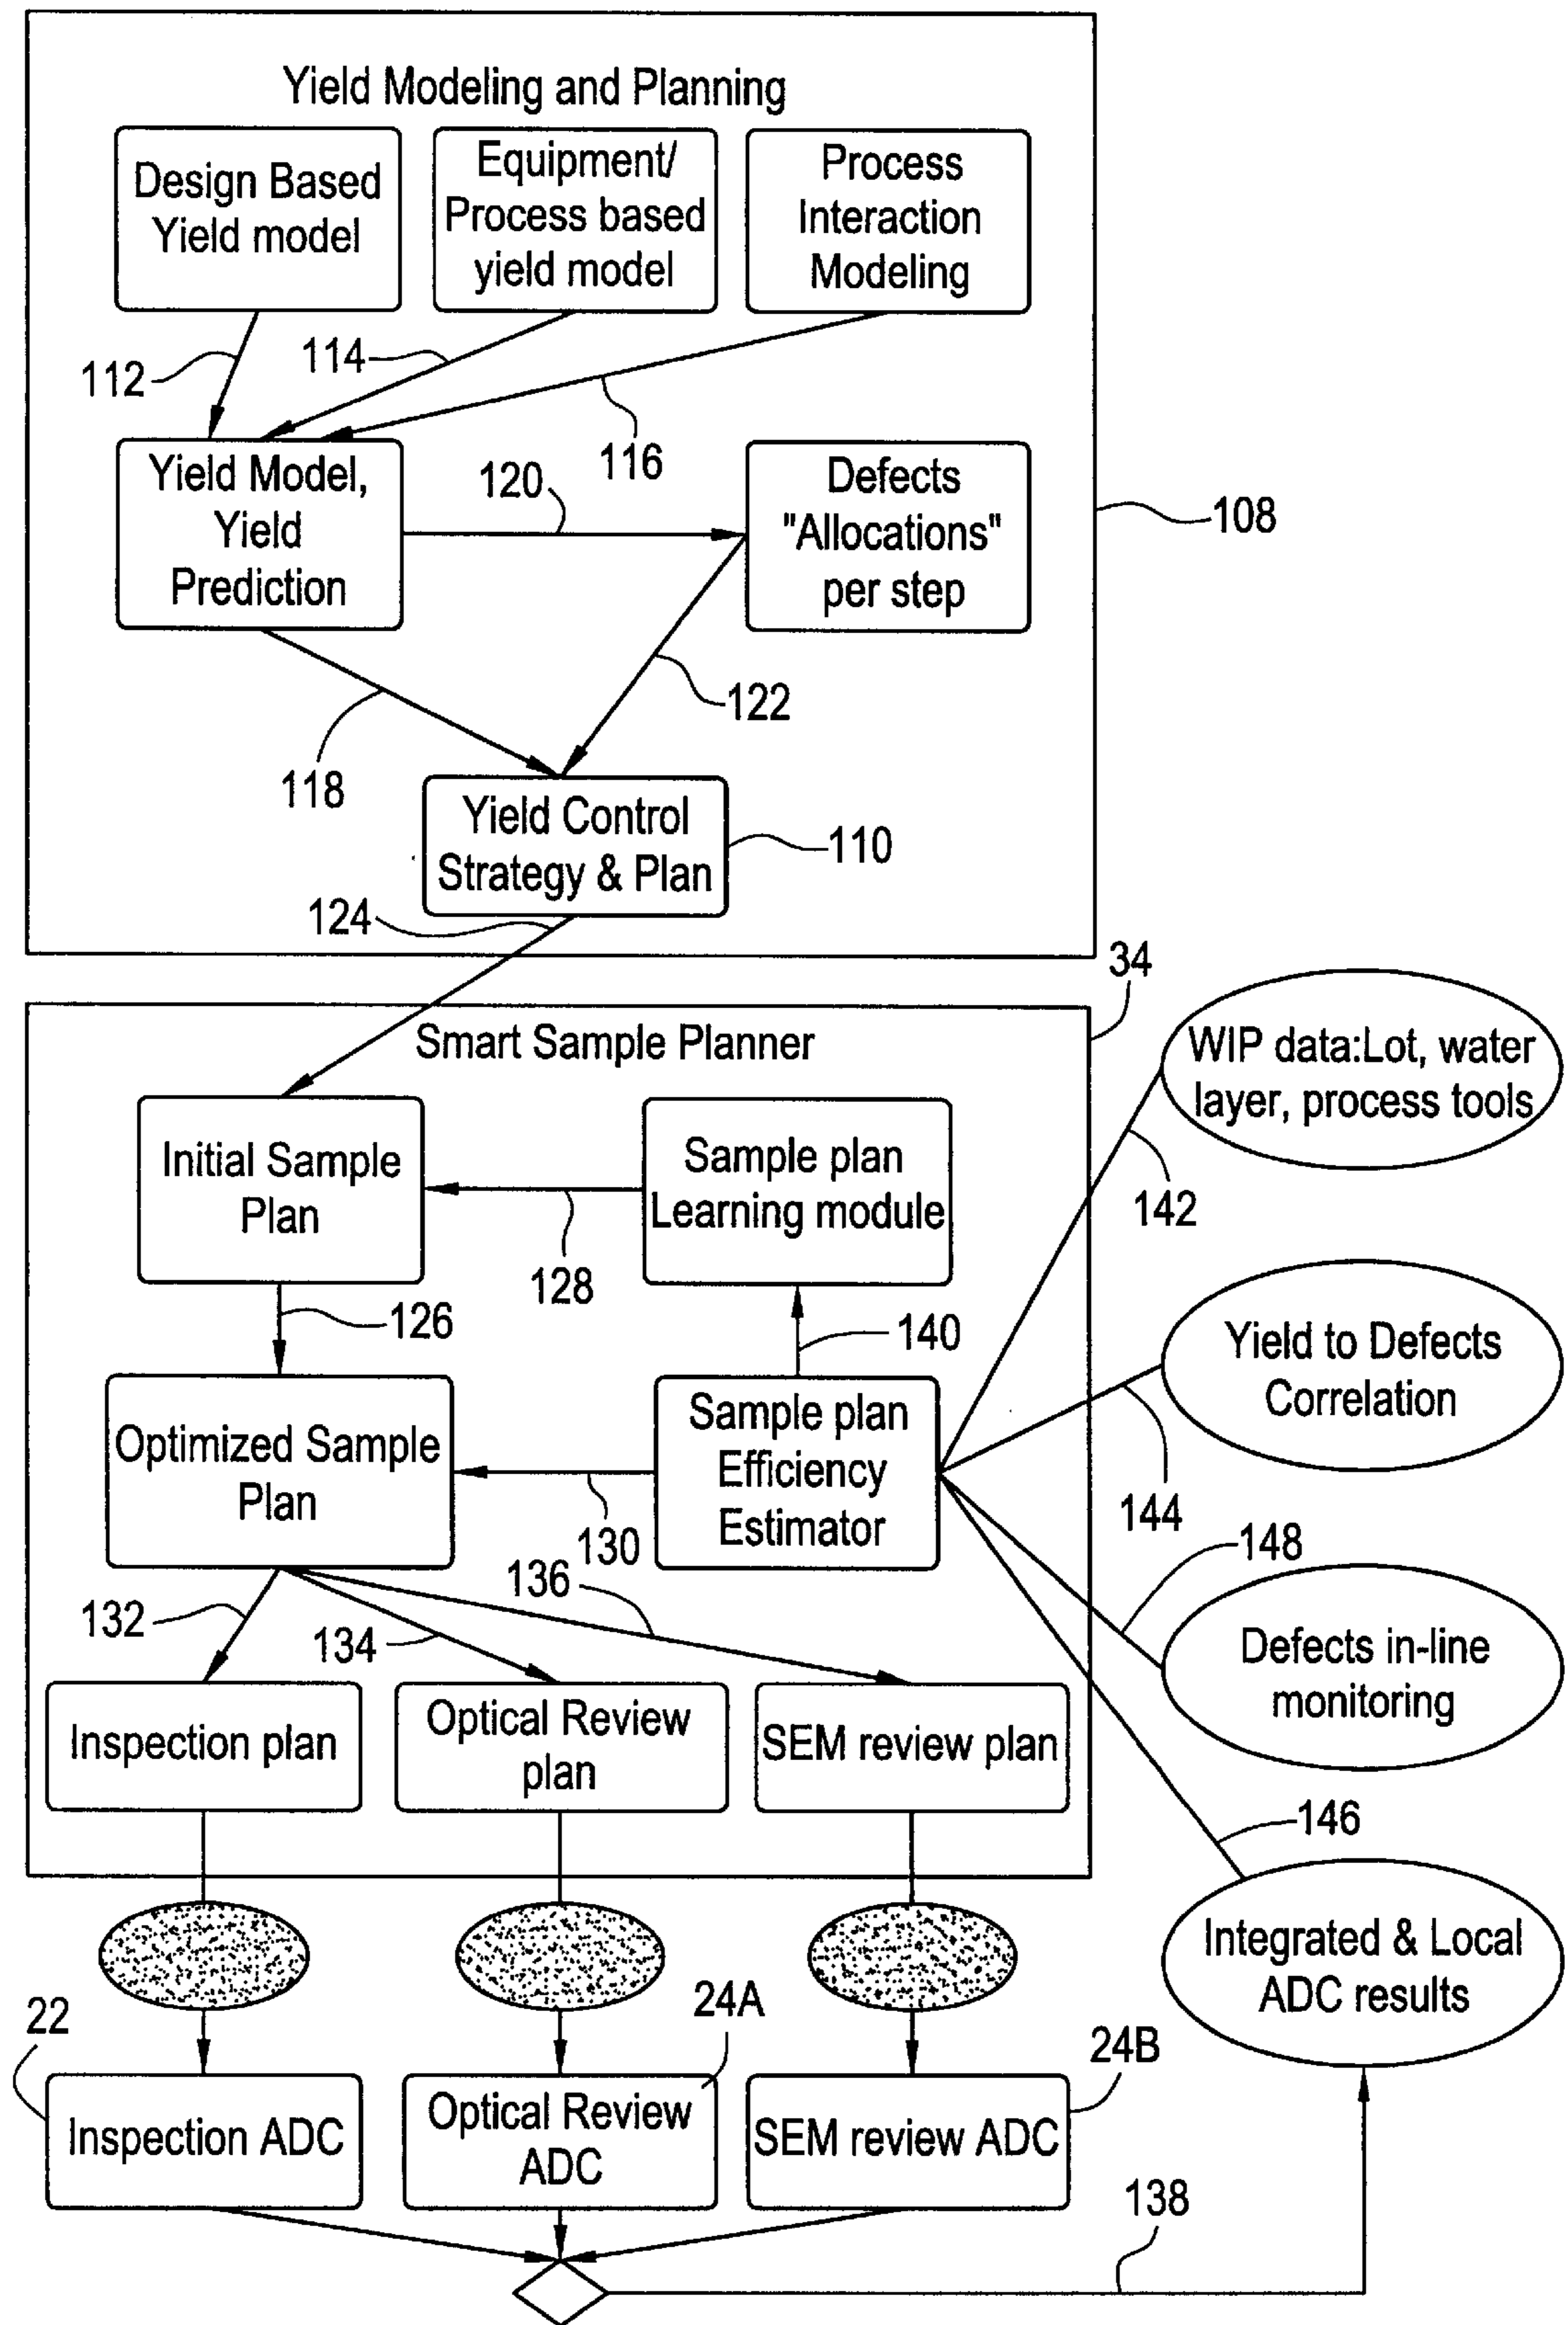 Yield Modeling and Planning
Design Based
Yield model
Equipment/
Process based
yield model
Process
Interaction
Modeling
112
114
116
Yield Model,
Yield
Prediction
120
Defects
"Allocations"
per step
108
118
122
Yield Control
Strategy & Plan
110
124
34
Smart Sample Planner
WIP data:Lot, water
layer, process tools
Initial Sample
Plan
Sample plan
Learning module
128
142
126
140
Yield to Defects
Correlation
Optimized Sample
Plan
Sample plan
Efficiency
Estimator
130
144
148
132
134
136
Defects in-line
monitoring
Inspection plan
Optical Review
plan
SEM review plan
146
Integrated & Local
ADC results
22
24A
24B
Inspection ADC
Optical Review
ADC
SEM review ADC
138